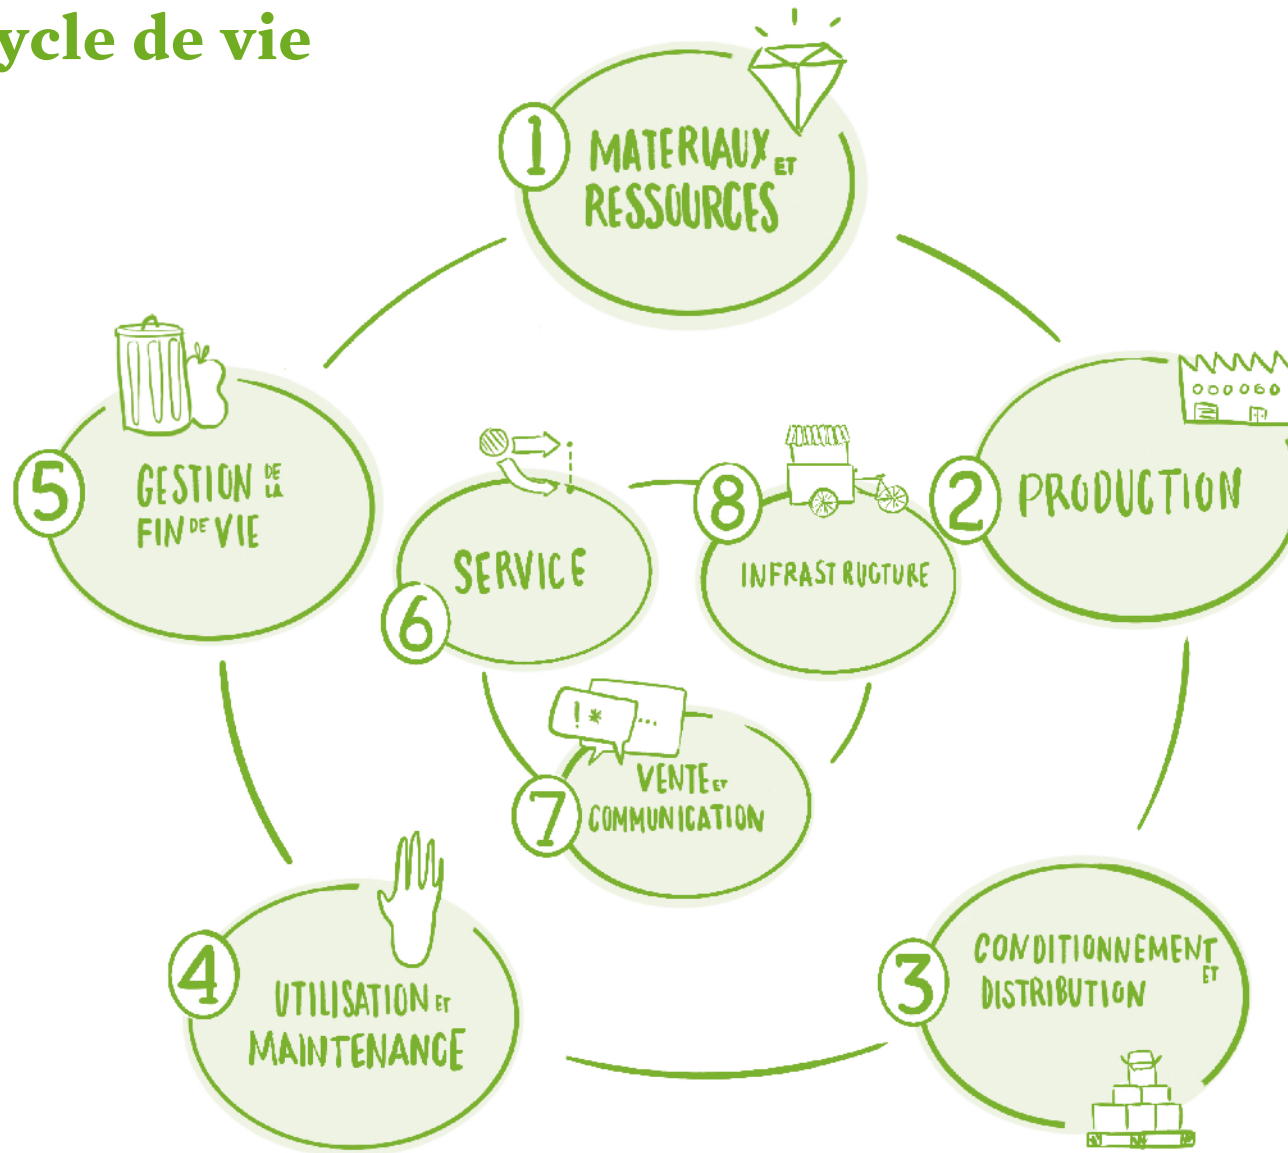 ycle de vie
1
MATERIAUX ET
RESSOURCES
2
PRODUCTION
3
CONDITIONNEMENT ET
DISTRIBUTION
4
UTILISATION ET
MAINTENANCE
5
GESTION DE LA
FIN DE VIE
6
SERVICE
7
VENTE ET
COMMUNICATION
! * ...
8
INFRASTRUCTURE